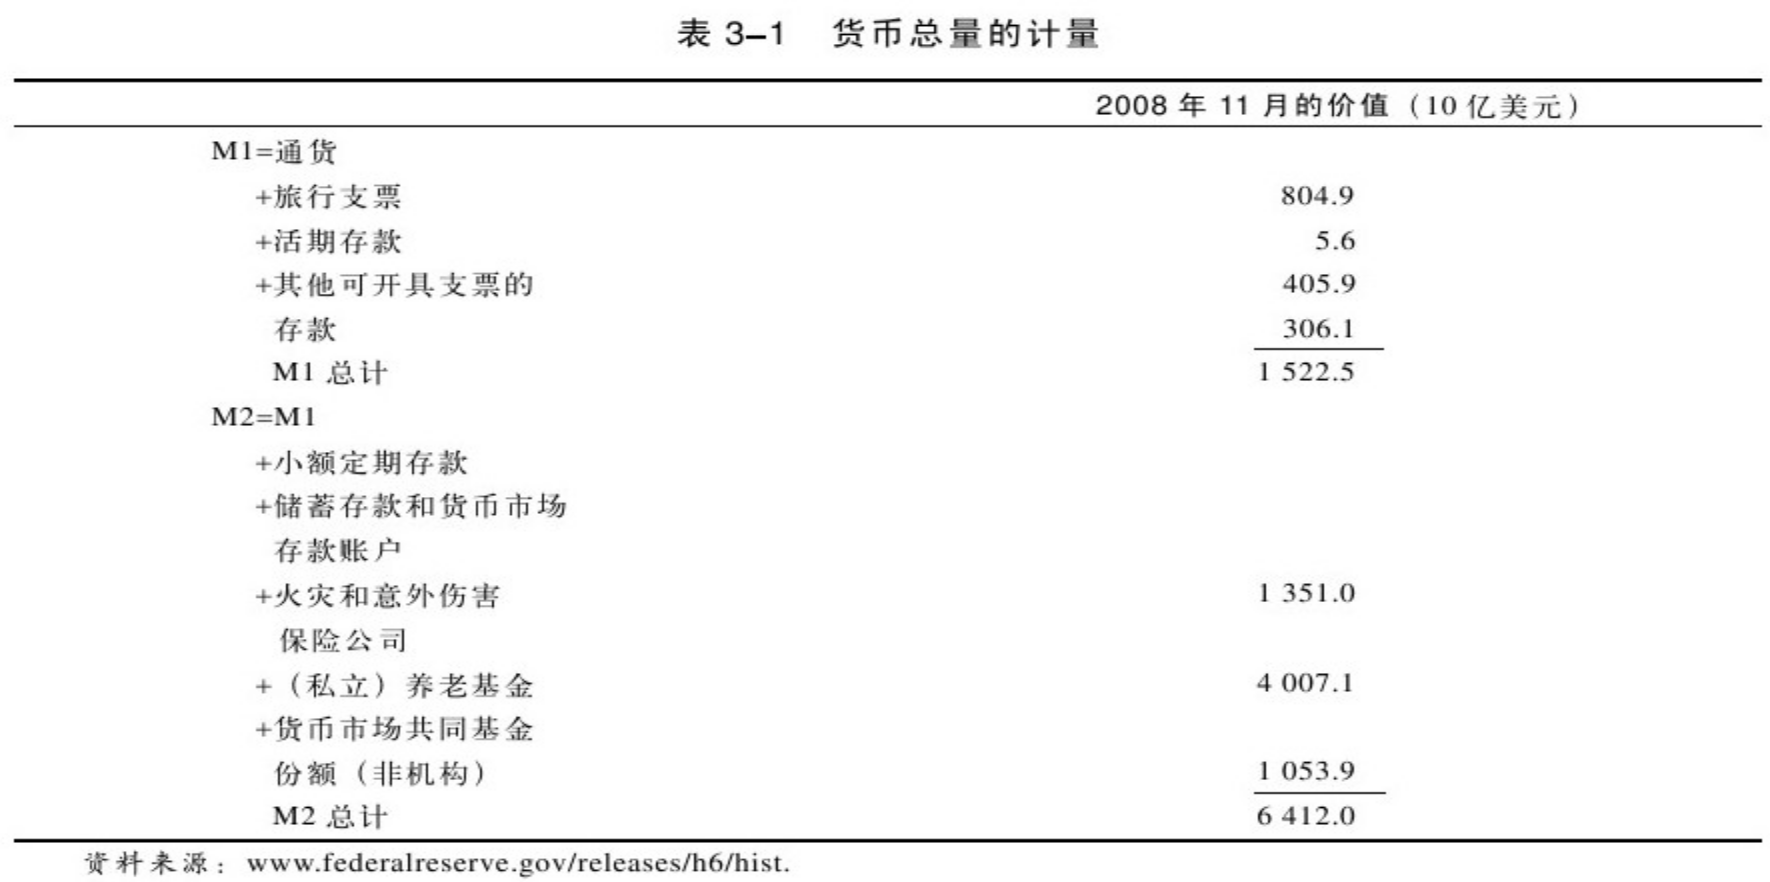 表 3–1 货币总量的计量
2008 年 11 月的价值（10 亿美元）
M1=通货
+旅行支票 804.9
+活期存款 5.6
+其他可开具支票的 405.9
存款 306.1
M1 总计 1 522.5
M2=M1
+小额定期存款
+储蓄存款和货币市场
存款账户
+火灾和意外伤害 1 351.0
保险公司
+（私立）养老基金 4 007.1
+货币市场共同基金
份额（非机构） 1 053.9
M2 总计 6 412.0
资料来源：www.federalreserve.gov/releases/h6/hist.